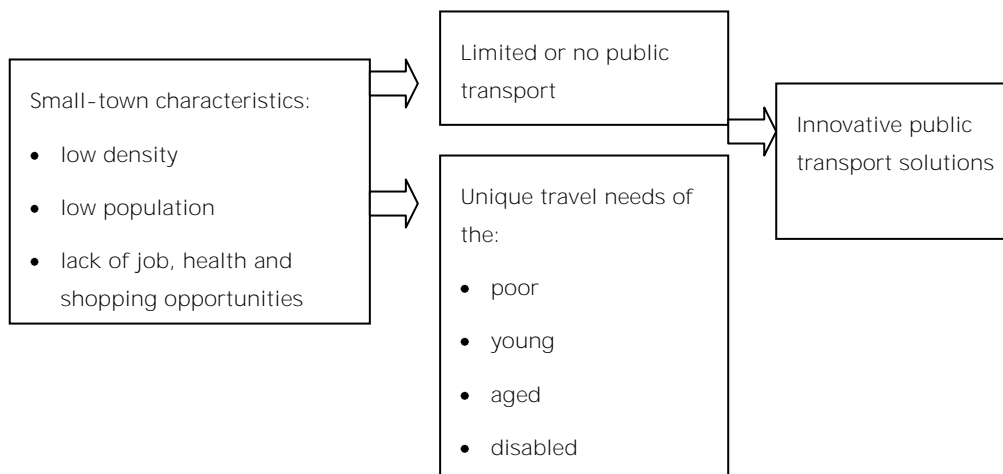 Small-town characteristics:
• low density
• low population
• lack of job, health and
shopping opportunities
Limited or no public
transport
Unique travel needs of
the:
• poor
• young
• aged
• disabled
Innovative public
transport solutions